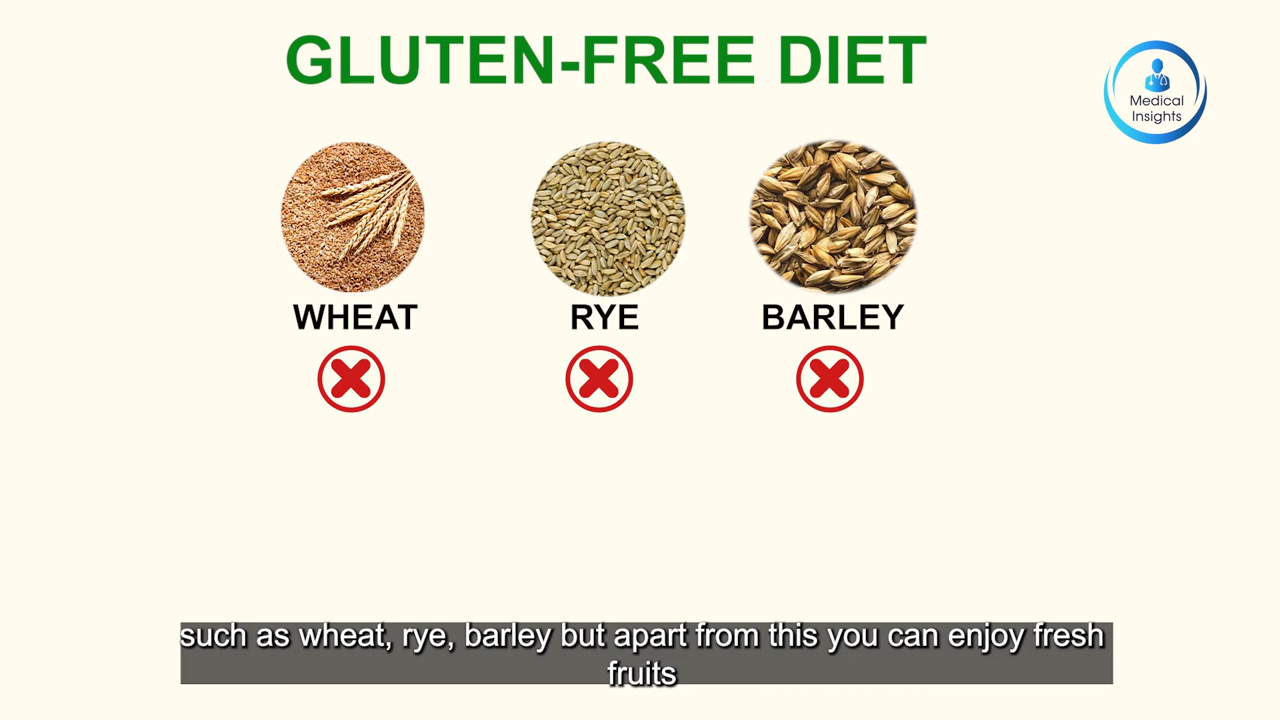 GLUTEN-FREE DIET
Medical
Insights
WHEAT
RYE
BARLEY
such as wheat, rye, barley but apart from this you can enjoy fresh
fruits